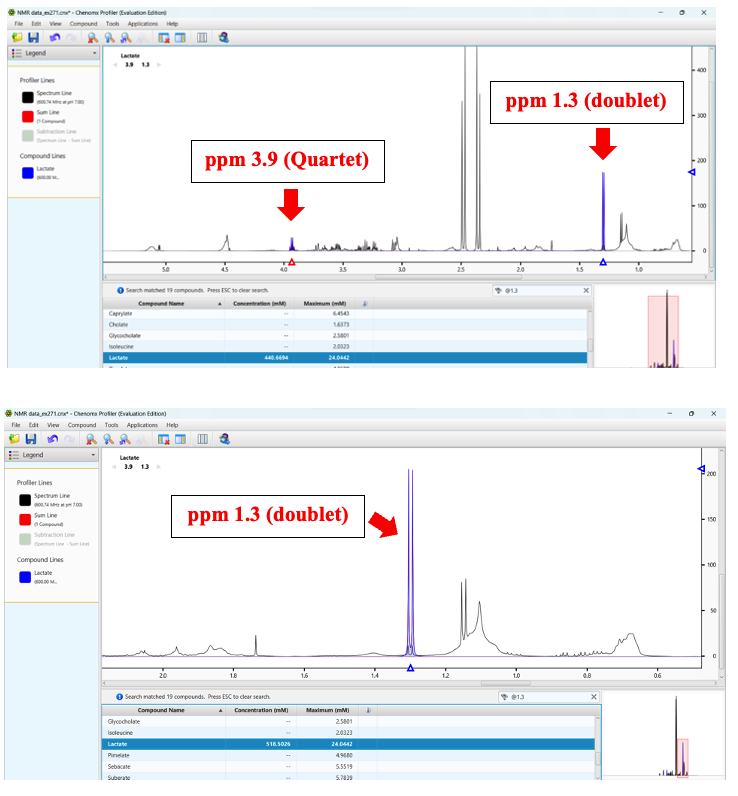 NMR data_ex271.cnx* - Chenomx Profiler (Evaluation Edition)
File Edit View Compound Tools Applications Help
Legend
Profiler Lines
Spectrum Line
(600.74 MHz at pH 7.00)
Sum Line
(1 Compound)
Subtraction Line
(Spectrum Line - Sum Line)
Compound Lines
Lactate
(600.00 M...
Lactate
3.9 1.3
ppm 3.9 (Quartet)
ppm 1.3 (doublet)
400
300
200
100
0
5.0 4.5 4.0 3.5 3.0 2.5 2.0 1.5 1.0
Search matched 19 compounds. Press ESC to clear search.
@1.3
Compound Name Concentration (mM) Maximum (mM)
Caprylate -- 6.4543
Cholate -- 1.6373
Glycocholate -- 2.5801
Isoleucine -- 2.0323
Lactate 440.6694 24.0442
NMR data_ex271.cnx* - Chenomx Profiler (Evaluation Edition)
File Edit View Compound Tools Applications Help
Legend
Profiler Lines
Spectrum Line
(600.74 MHz at pH 7.00)
Sum Line
(1 Compound)
Subtraction Line
(Spectrum Line - Sum Line)
Compound Lines
Lactate
(600.00 M...
Lactate
3.9 1.3
ppm 1.3 (doublet)
200
150
100
50
0
2.0 1.8 1.6 1.4 1.2 1.0 0.8 0.6
Search matched 19 compounds. Press ESC to clear search.
@1.3
Compound Name Concentration (mM) Maximum (mM)
Glycocholate -- 2.5801
Isoleucine -- 2.0323
Lactate 518.5026 24.0442
Pimelate -- 4.9680
Sebacate -- 5.5519
Suberate -- 5.7839